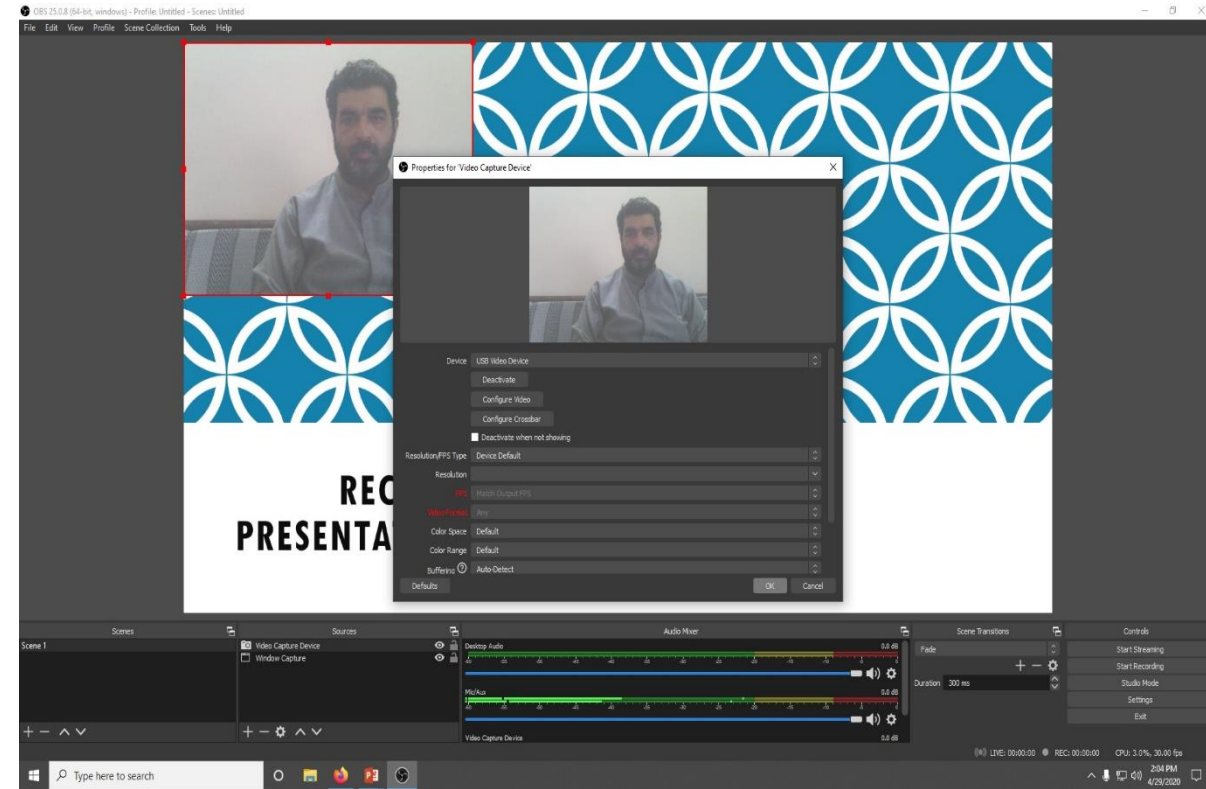 OBS 25.0.8 (64-bit, windows) - Profile: Untitled - Scenes: Untitled
File Edit View Profile Scene Collection Tools Help
Properties for 'Video Capture Device'
Device USB Video Device
Deactivate
Configure Video
Configure Crossbar
Deactivate when not showing
Resolution/FPS Type Device Default
Resolution
FPS Match Output FPS
Video Format Any
Color Space Default
Color Range Default
Buffering Auto-Detect
Defaults OK Cancel
REC
PRESENTA
Scenes Sources Audio Mixer Scene Transitions Controls
Scene 1 Video Capture Device Desktop Audio 0.0 dB Fade Start Streaming
Window Capture Start Recording
Duration 300 ms Studio Mode
Mic/Aux 0.0 dB Settings
Exit
Video Capture Device 0.0 dB
LIVE: 00:00:00 REC: 00:00:00 CPU: 3.0%, 30.00 fps
Type here to search
2:04 PM
4/29/2020